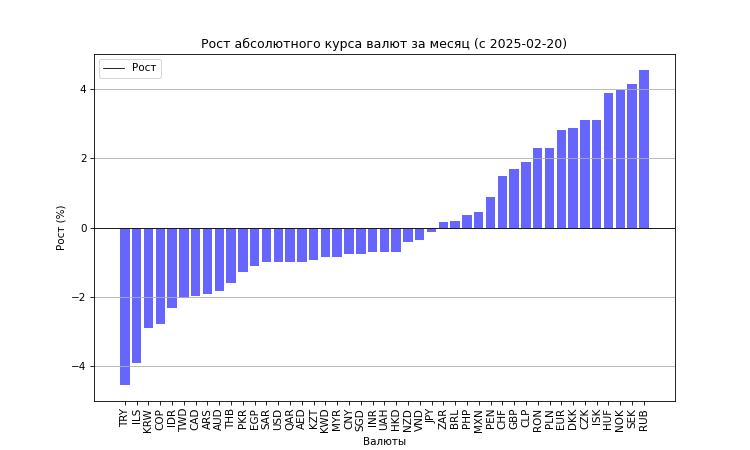 Рост абсолютного курса валют за месяц (с 2025-02-20)
Рост
4
2
0
−2
−4
Рост (%)
TRY
ILS
KRW
COP
IDR
TWD
CAD
ARS
AUD
THB
PKR
EGP
SAR
USD
QAR
AED
KZT
KWD
MYR
CNY
SGD
INR
UAH
HKD
NZD
VND
JPY
ZAR
BRL
PHP
MXN
PEN
CHF
GBP
CLP
RON
PLN
EUR
DKK
CZK
ISK
HUF
NOK
SEK
RUB
Валюты